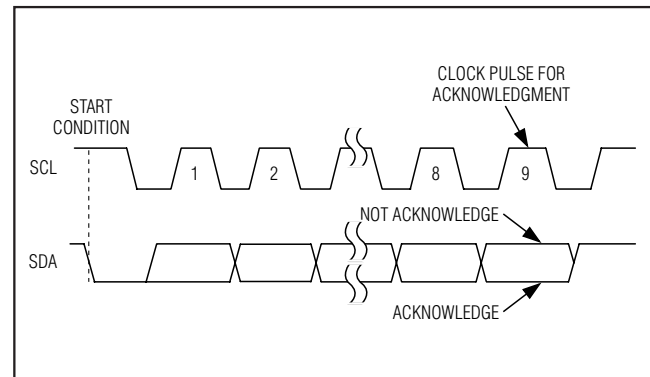 CLOCK PULSE FOR
ACKNOWLEDGMENT
START
CONDITION
SCL
1
2
8
9
NOT ACKNOWLEDGE
SDA
ACKNOWLEDGE